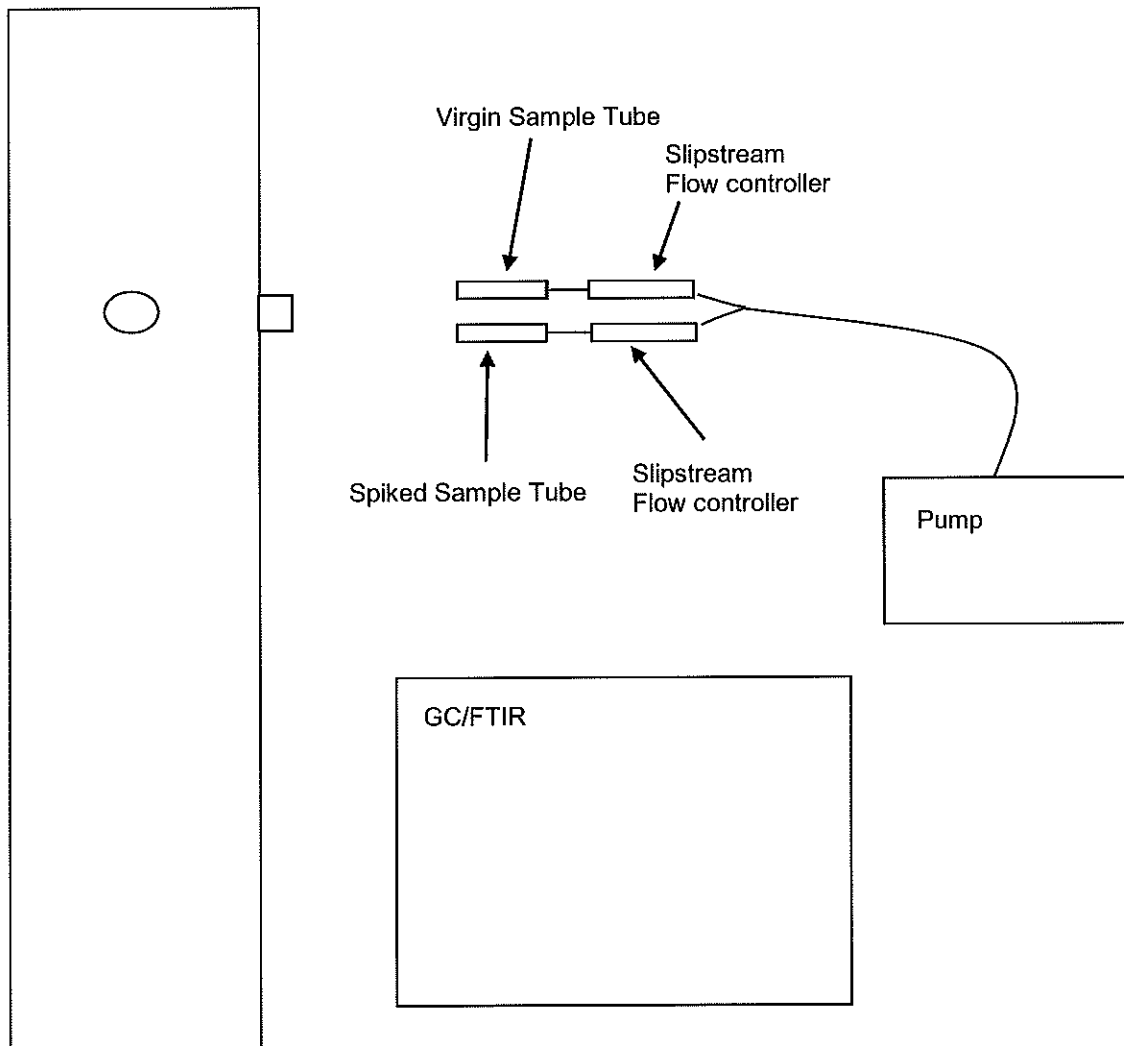 Virgin Sample Tube
Slipstream
Flow controller
Spiked Sample Tube
Slipstream
Flow controller
Pump
GC/FTIR